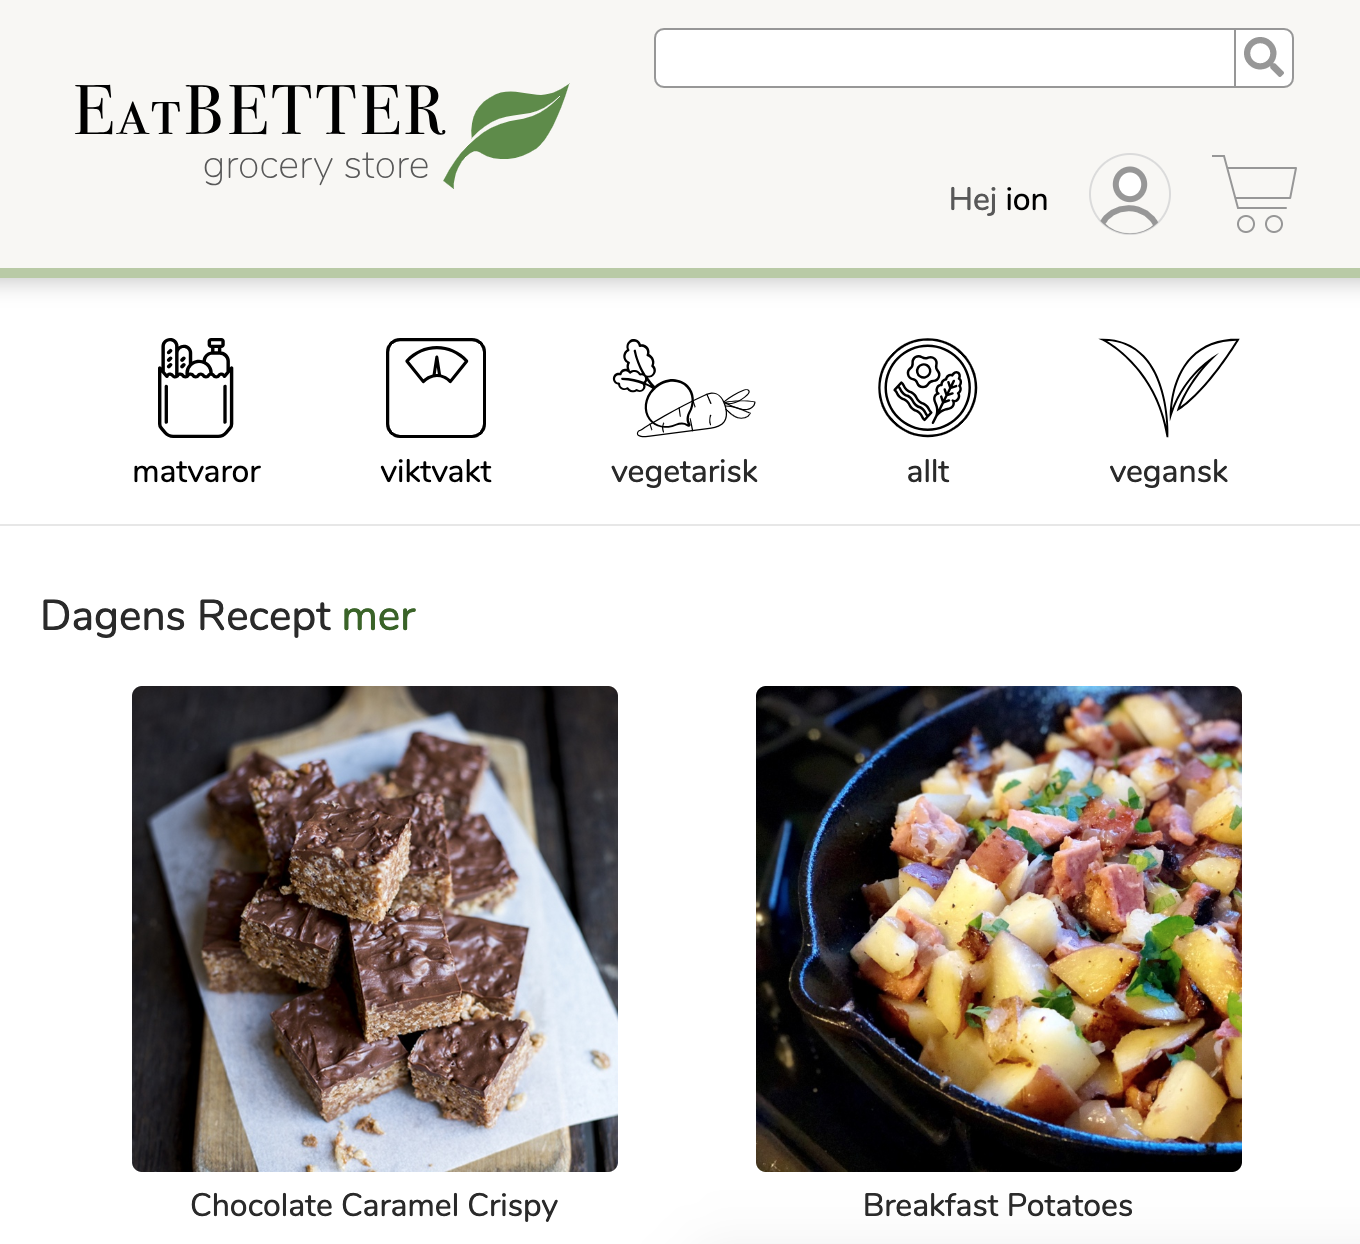 EatBETTER
grocery store
Hej ion
matvaror
viktvakt
vegetarisk
allt
vegansk
Dagens Recept mer
Chocolate Caramel Crispy
Breakfast Potatoes